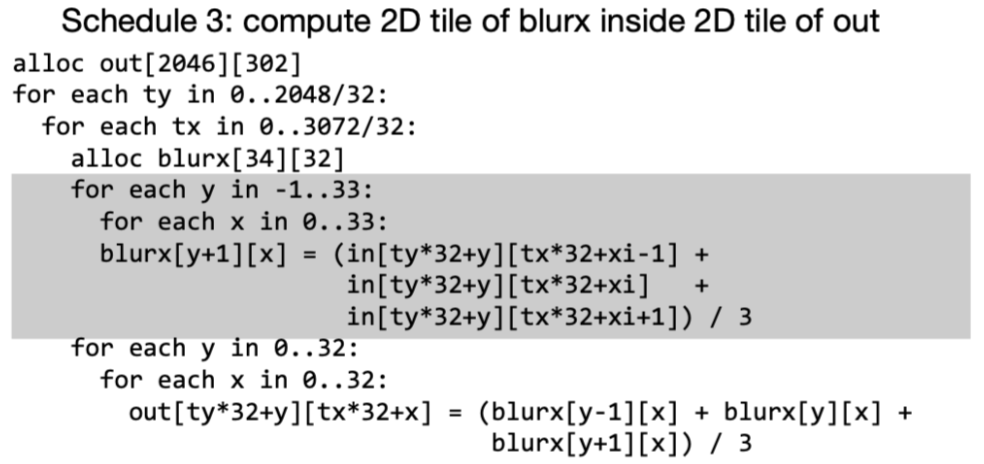 Schedule 3: compute 2D tile of blurx inside 2D tile of out
alloc out[2046][302]
for each ty in 0..2048/32:
  for each tx in 0..3072/32:
    alloc blurx[34][32]
    for each y in -1..33:
      for each x in 0..33:
      blurx[y+1][x] = (in[ty*32+y][tx*32+xi-1] +
                       in[ty*32+y][tx*32+xi]   +
                       in[ty*32+y][tx*32+xi+1]) / 3
    for each y in 0..32:
      for each x in 0..32:
        out[ty*32+y][tx*32+x] = (blurx[y-1][x] + blurx[y][x] +
                                 blurx[y+1][x]) / 3